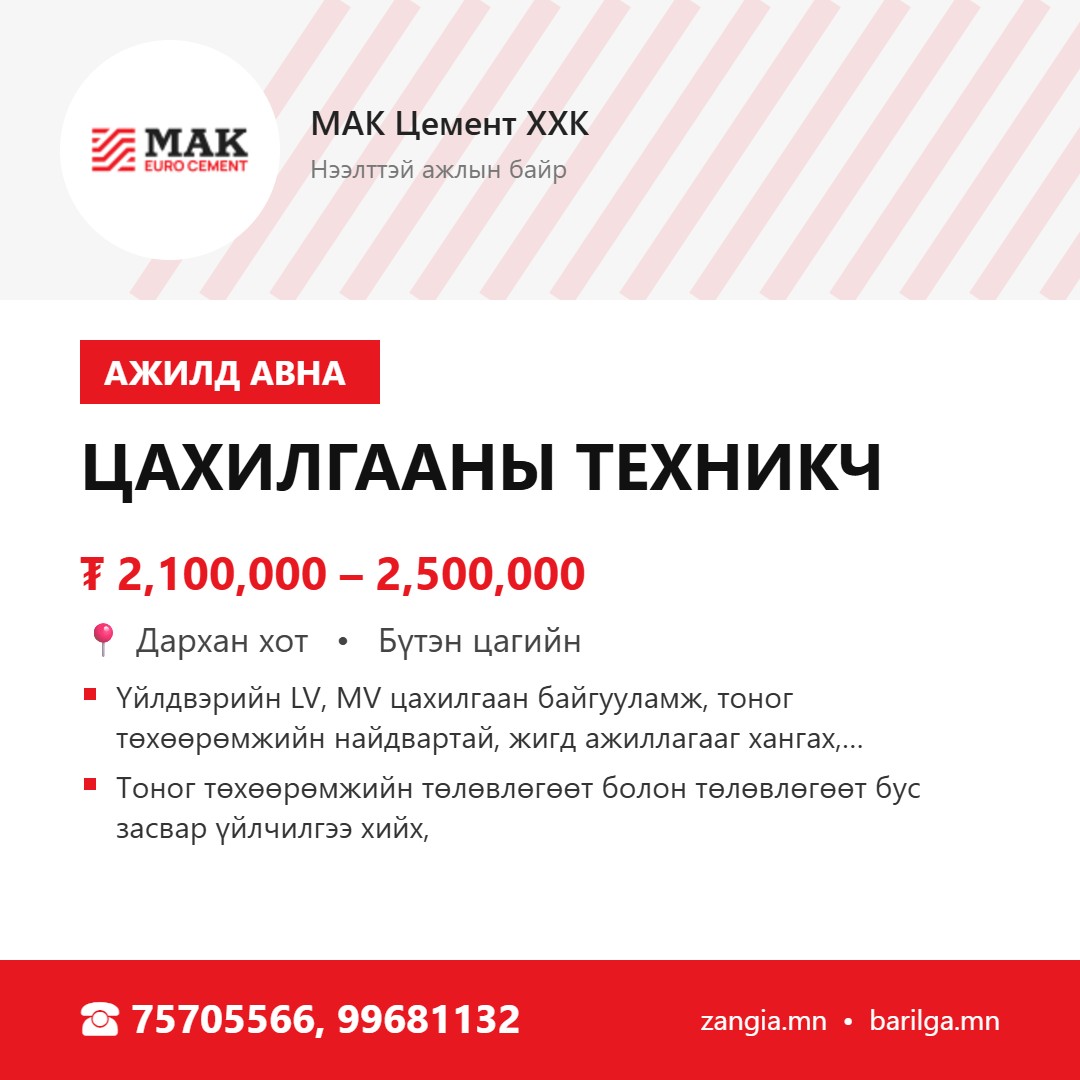 МАК
EURO CEMENT
МАК Цемент ХХК
Нээлттэй ажлын байр
АЖИЛД АВНА
ЦАХИЛГААНЫ ТЕХНИКЧ
₮ 2,100,000 – 2,500,000
Дархан хот • Бүтэн цагийн
Үйлдвэрийн LV, MV цахилгаан байгууламж, тоног
төхөөрөмжийн найдвартай, жигд ажиллагааг хангах,...
Тоног төхөөрөмжийн төлөвлөгөөт болон төлөвлөгөөт бус
засвар үйлчилгээ хийх,
☎ 75705566, 99681132
zangia.mn • barilga.mn